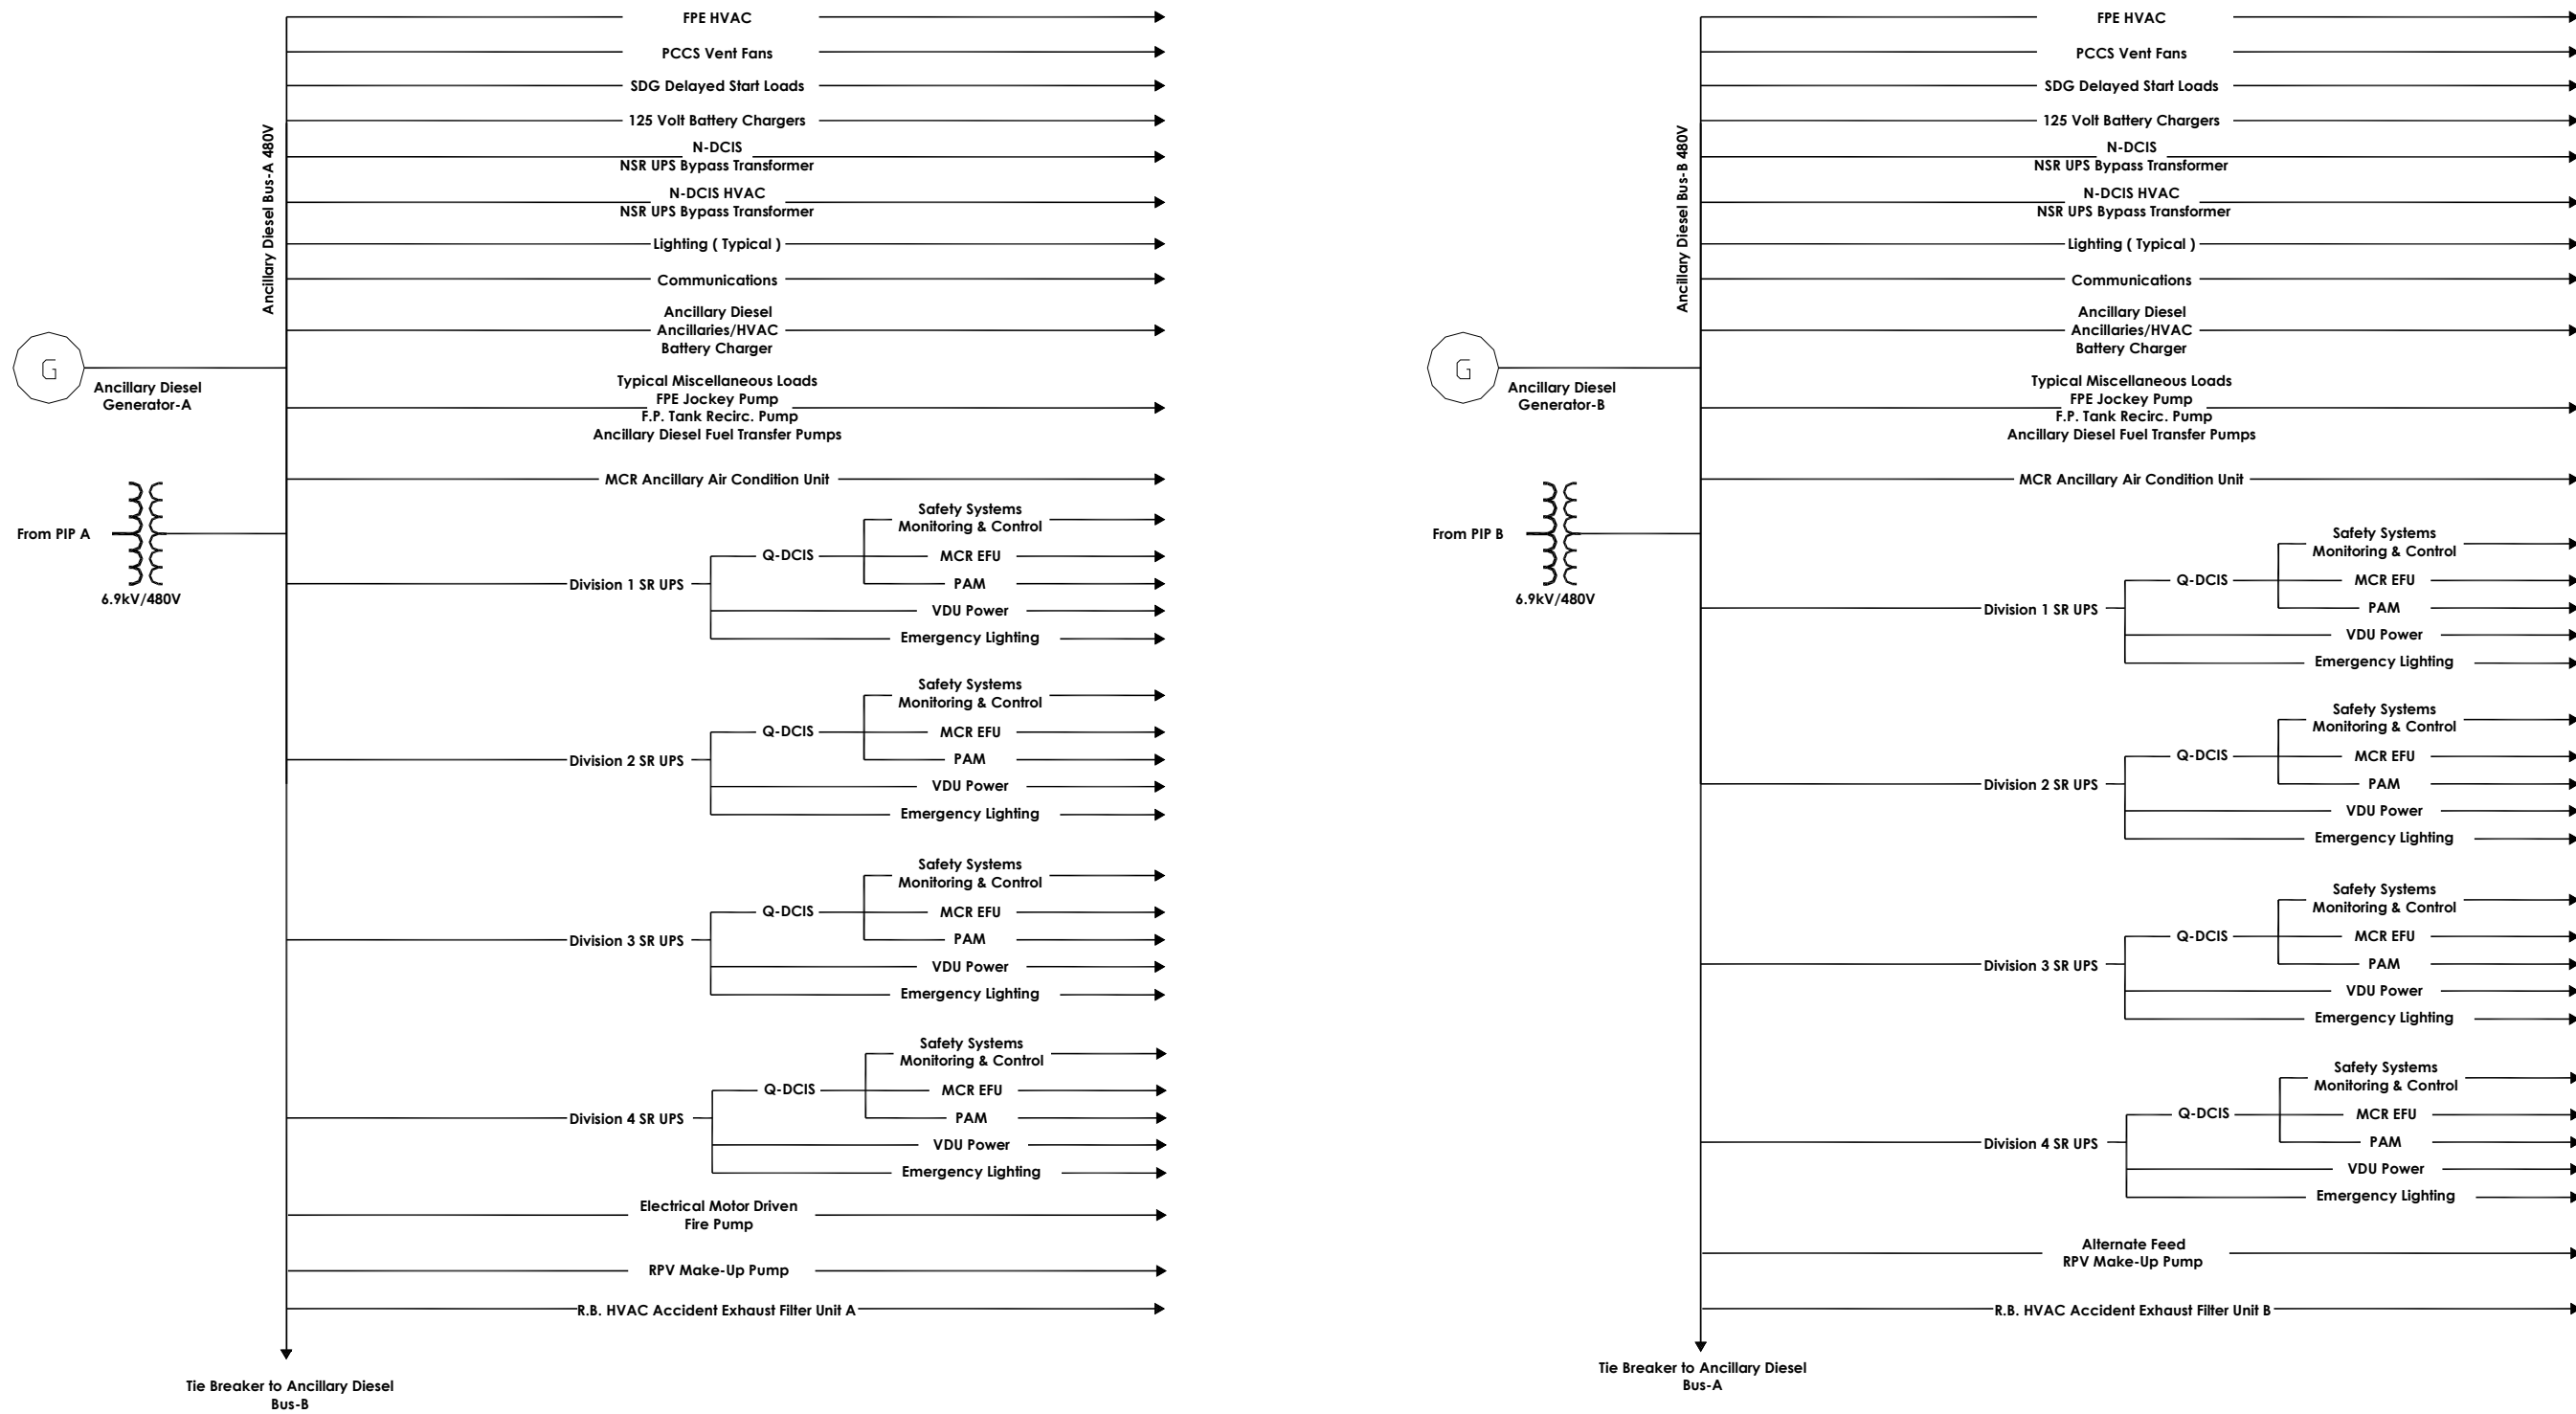 FPE HVAC
PCCS Vent Fans
SDG Delayed Start Loads
125 Volt Battery Chargers
N-DCIS
NSR UPS Bypass Transformer
N-DCIS HVAC
NSR UPS Bypass Transformer
Lighting ( Typical )
Communications
Ancillary Diesel
Ancillaries/HVAC
Battery Charger
Ancillary Diesel Bus-A 480V
G
Ancillary Diesel
Generator-A
Typical Miscellaneous Loads
FPE Jockey Pump
F.P. Tank Recirc. Pump
Ancillary Diesel Fuel Transfer Pumps
MCR Ancillary Air Condition Unit
From PIP A
6.9kV/480V
Division 1 SR UPS
Q-DCIS
Safety Systems
Monitoring & Control
MCR EFU
PAM
VDU Power
Emergency Lighting
Division 2 SR UPS
Q-DCIS
Safety Systems
Monitoring & Control
MCR EFU
PAM
VDU Power
Emergency Lighting
Division 3 SR UPS
Q-DCIS
Safety Systems
Monitoring & Control
MCR EFU
PAM
VDU Power
Emergency Lighting
Division 4 SR UPS
Q-DCIS
Safety Systems
Monitoring & Control
MCR EFU
PAM
VDU Power
Emergency Lighting
Electrical Motor Driven
Fire Pump
RPV Make-Up Pump
R.B. HVAC Accident Exhaust Filter Unit A
Tie Breaker to Ancillary Diesel
Bus-B
FPE HVAC
PCCS Vent Fans
SDG Delayed Start Loads
125 Volt Battery Chargers
N-DCIS
NSR UPS Bypass Transformer
N-DCIS HVAC
NSR UPS Bypass Transformer
Lighting ( Typical )
Communications
Ancillary Diesel
Ancillaries/HVAC
Battery Charger
Ancillary Diesel Bus-B 480V
G
Ancillary Diesel
Generator-B
Typical Miscellaneous Loads
FPE Jockey Pump
F.P. Tank Recirc. Pump
Ancillary Diesel Fuel Transfer Pumps
MCR Ancillary Air Condition Unit
From PIP B
6.9kV/480V
Division 1 SR UPS
Q-DCIS
Safety Systems
Monitoring & Control
MCR EFU
PAM
VDU Power
Emergency Lighting
Division 2 SR UPS
Q-DCIS
Safety Systems
Monitoring & Control
MCR EFU
PAM
VDU Power
Emergency Lighting
Division 3 SR UPS
Q-DCIS
Safety Systems
Monitoring & Control
MCR EFU
PAM
VDU Power
Emergency Lighting
Division 4 SR UPS
Q-DCIS
Safety Systems
Monitoring & Control
MCR EFU
PAM
VDU Power
Emergency Lighting
Alternate Feed
RPV Make-Up Pump
R.B. HVAC Accident Exhaust Filter Unit B
Tie Breaker to Ancillary Diesel
Bus-A